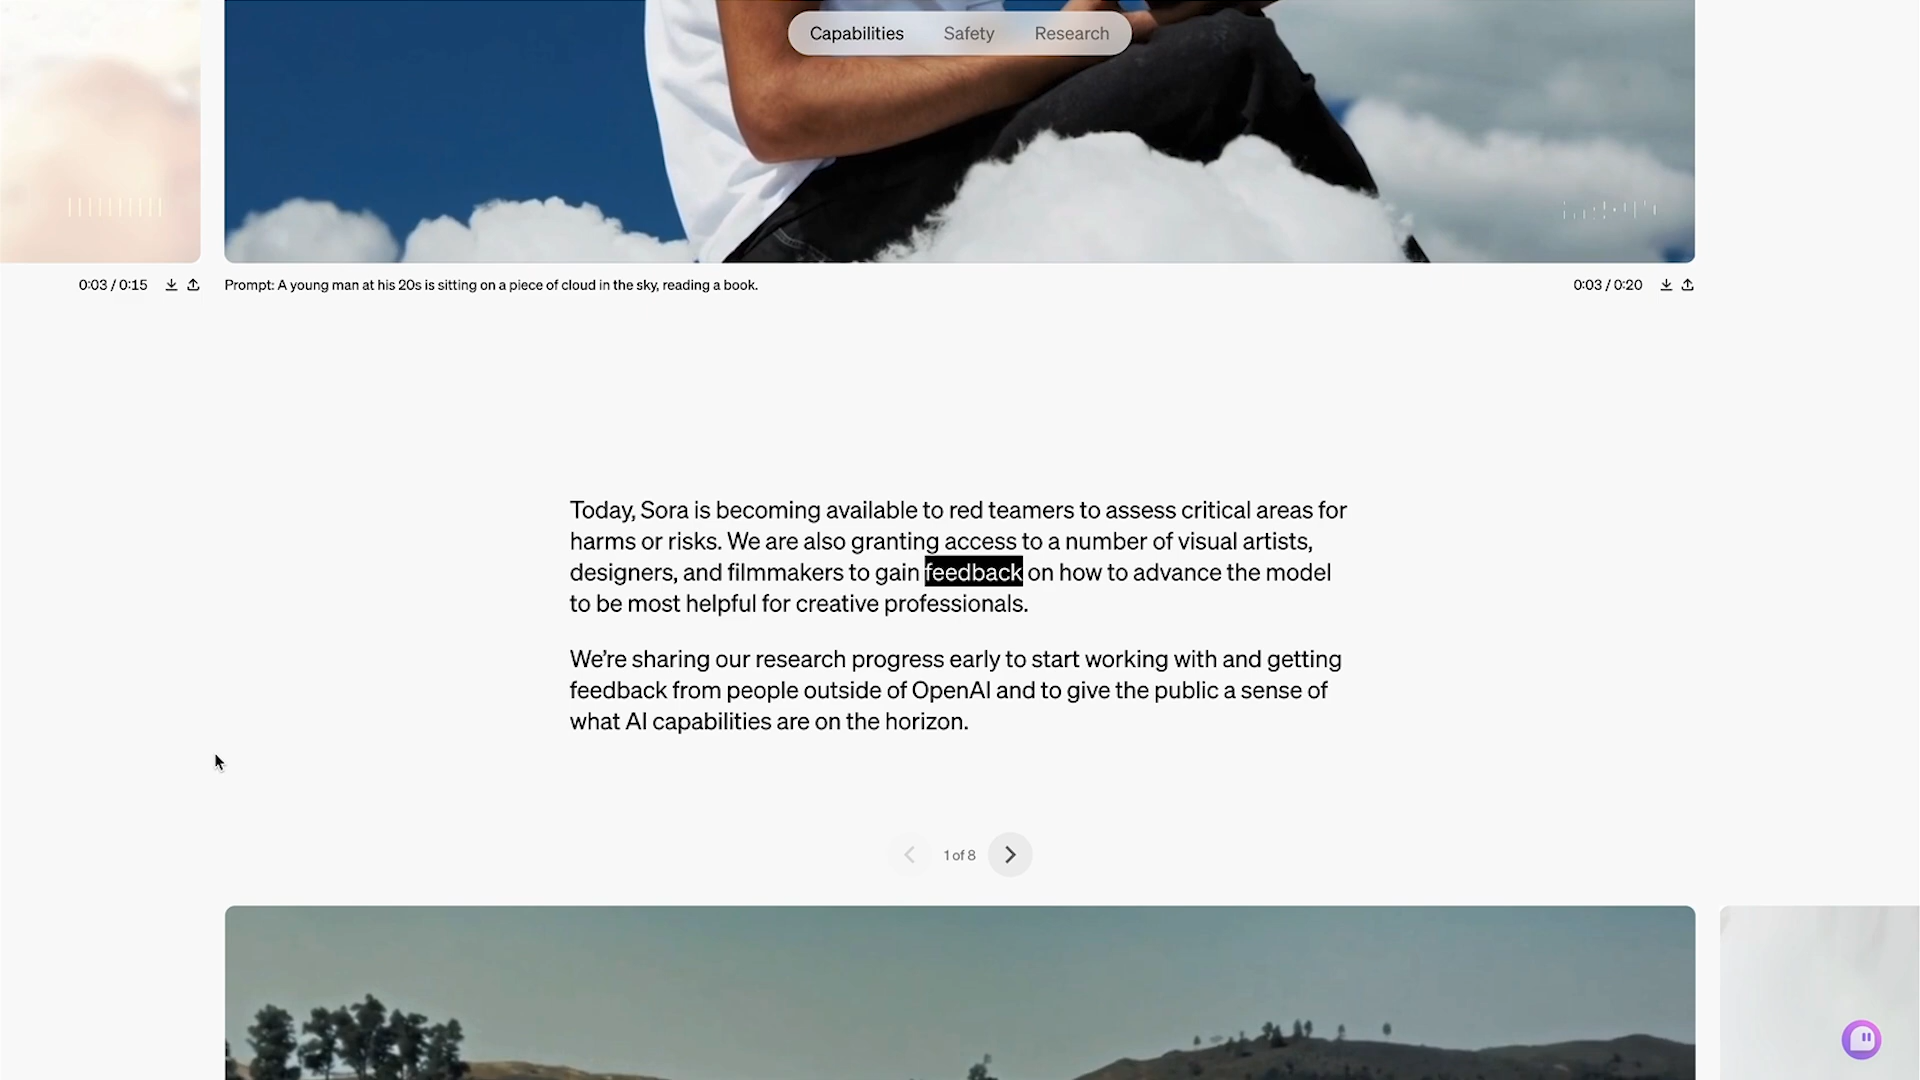 Capabilities Safety Research
0:03 / 0:15
Prompt: A young man at his 20s is sitting on a piece of cloud in the sky, reading a book.
0:03 / 0:20
Today, Sora is becoming available to red teamers to assess critical areas for
harms or risks. We are also granting access to a number of visual artists,
designers, and filmmakers to gain feedback on how to advance the model
to be most helpful for creative professionals.
We’re sharing our research progress early to start working with and getting
feedback from people outside of OpenAI and to give the public a sense of
what AI capabilities are on the horizon.
1 of 8